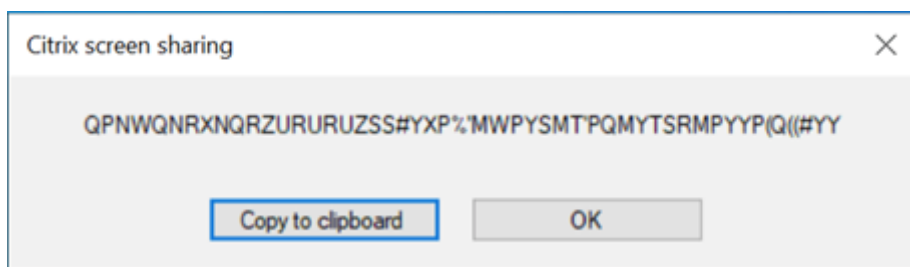 Citrix screen sharing
QPNWQNRXNQRZURURUZSS#YXP%'MWPYSMT'PQMYTSRMPYYP(Q((#YY
Copy to clipboard
OK